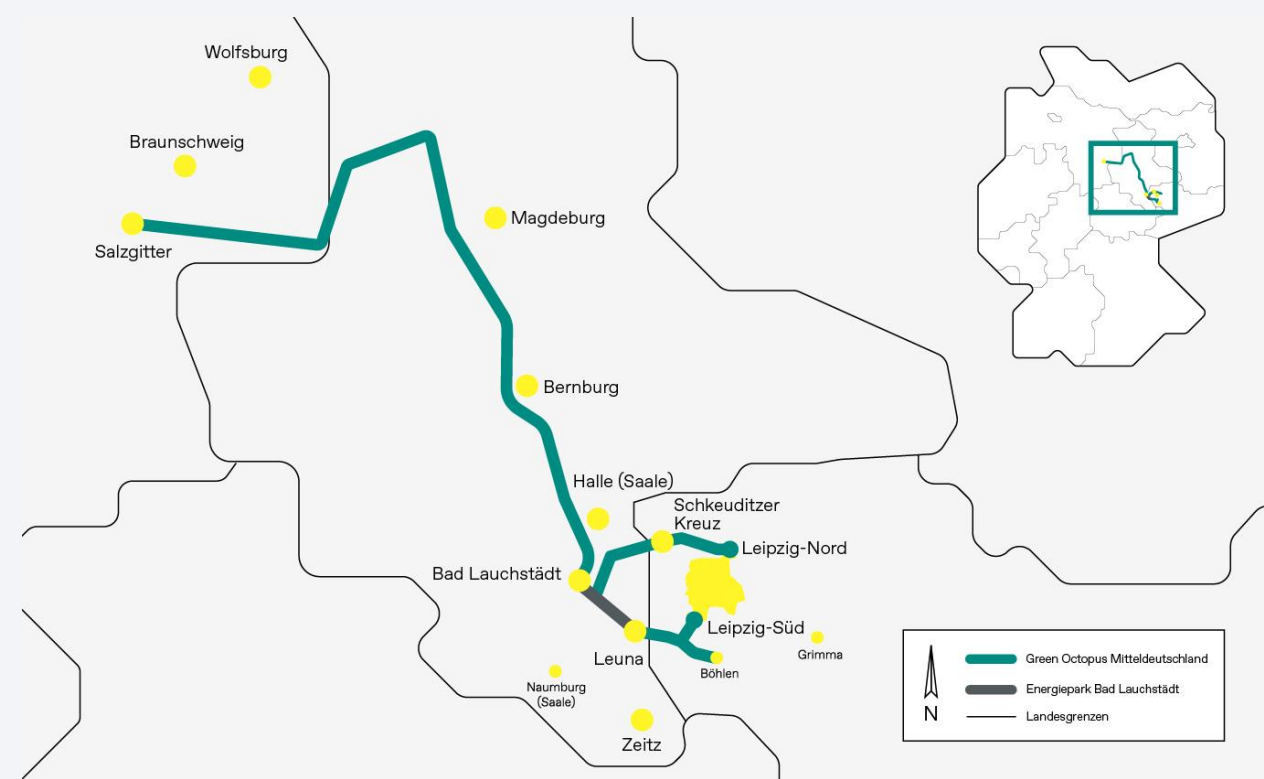 Wolfsburg
Braunschweig
Salzgitter
Magdeburg
Bernburg
Halle (Saale)
Schkeuditzer
Kreuz
Leipzig-Nord
Bad Lauchstädt
Leipzig-Süd
Leuna
Grimma
Böhlen
Naumburg
(Saale)
Zeitz
N
Green Octopus Mitteldeutschland
Energiepark Bad Lauchstädt
Landesgrenzen